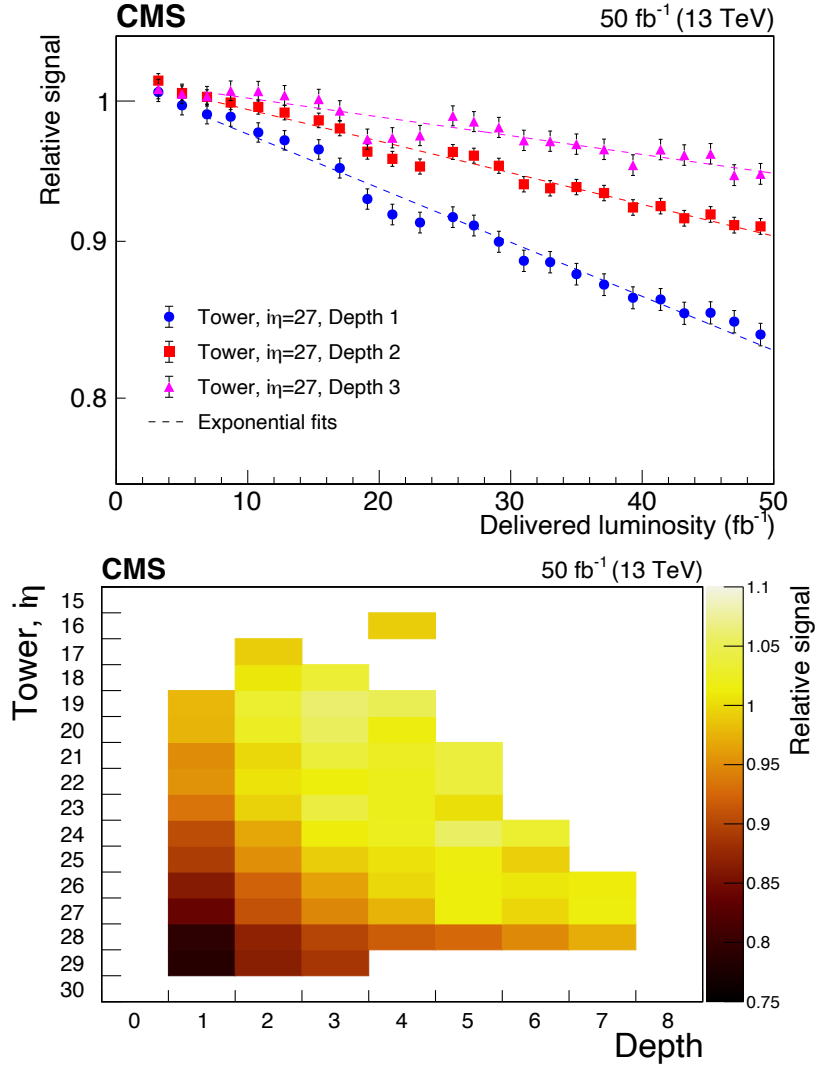 CMS 50 fb⁻¹ (13 TeV)
Relative signal
1
0.9
0.8
Tower, iη=27, Depth 1
Tower, iη=27, Depth 2
Tower, iη=27, Depth 3
Exponential fits
0 10 20 30 40 50
Delivered luminosity (fb⁻¹)
CMS 50 fb⁻¹ (13 TeV)
Tower, iη
15
16
17
18
19
20
21
22
23
24
25
26
27
28
29
30
0 1 2 3 4 5 6 7 8
Depth
1.1
1.05
1
0.95
0.9
0.85
0.8
0.75
Relative signal